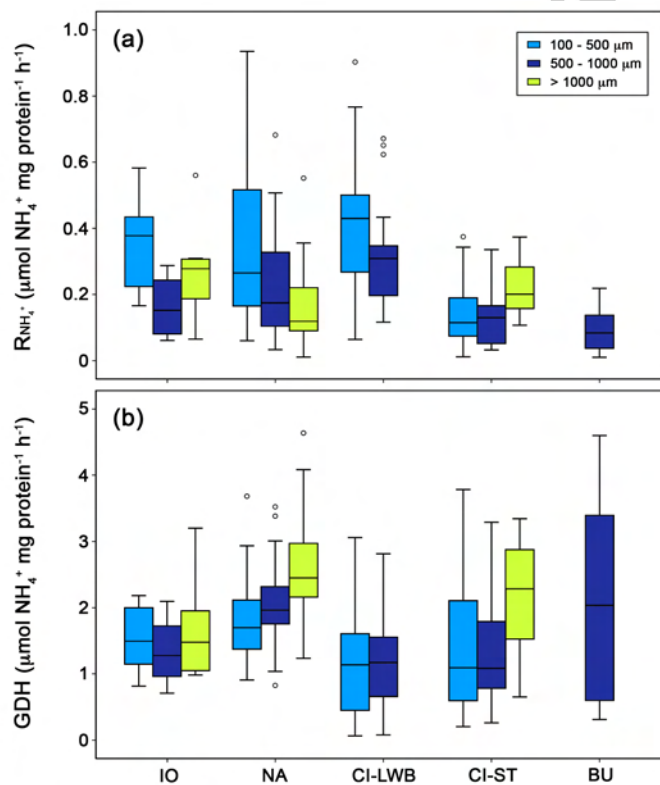 (a)
100 - 500 μm
500 - 1000 μm
> 1000 μm
1.0
0.8
0.6
0.4
0.2
0
RNH₄⁺ (μmol NH₄⁺ mg protein⁻¹ h⁻¹)
(b)
5
4
3
2
1
0
GDH (μmol NH₄⁺ mg protein⁻¹ h⁻¹)
IO NA CI-LWB CI-ST BU